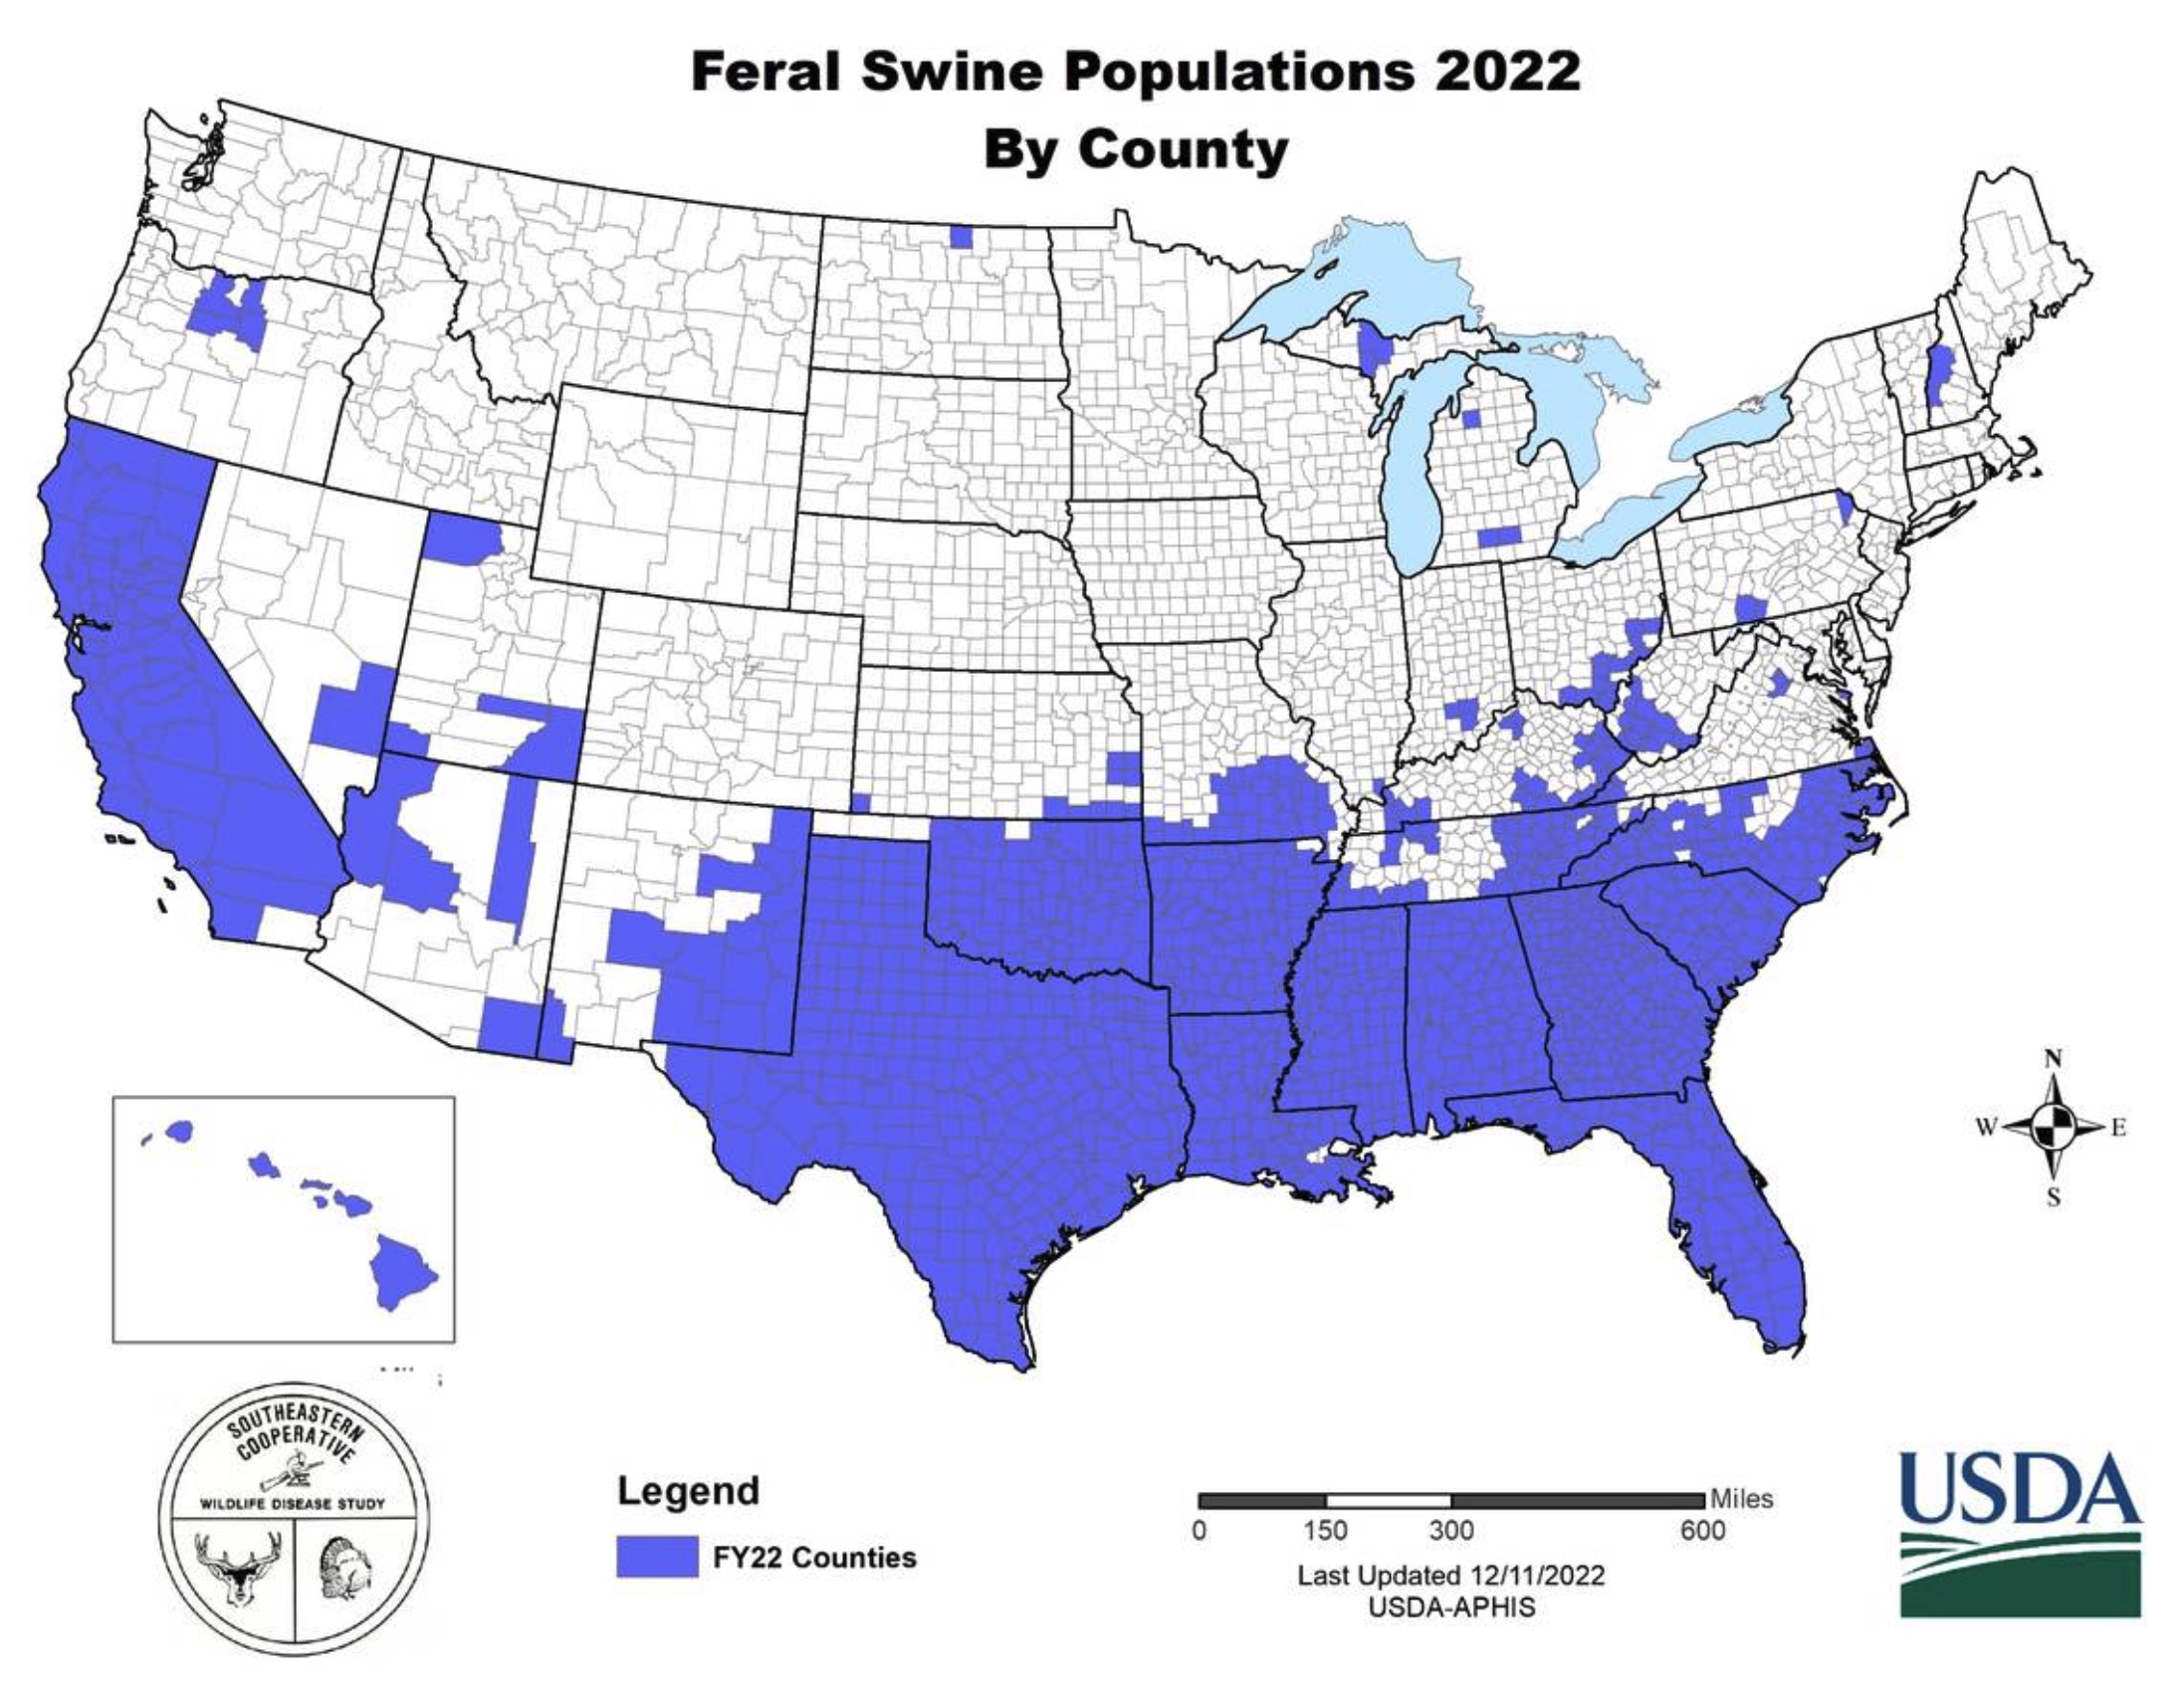 Feral Swine Populations 2022
By County
N
W
E
S
SOUTHEASTERN
COOPERATIVE
WILDLIFE DISEASE STUDY
Legend
FY22 Counties
Miles
0 150 300 600
Last Updated 12/11/2022
USDA-APHIS
USDA